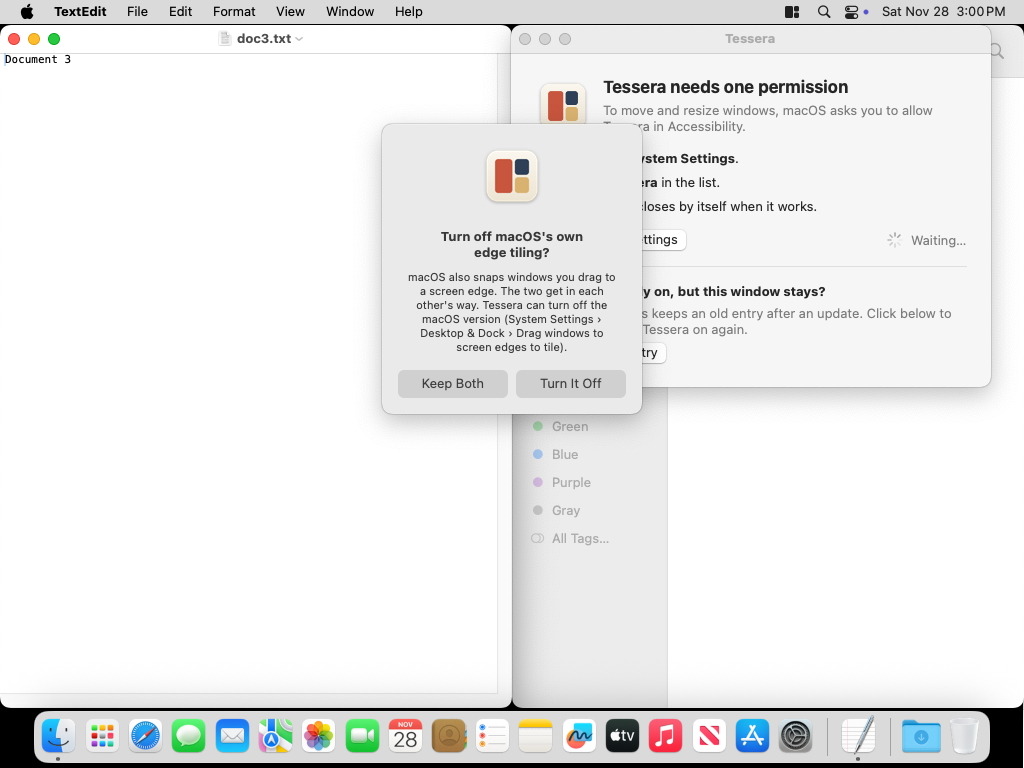 TextEdit File Edit Format View Window Help Sat Nov 28 3:00 PM
doc3.txt
Document 3
Tessera
Tessera needs one permission
To move and resize windows, macOS asks you to allow
in Accessibility.
System Settings.
in the list.
closes by itself when it works.
Waiting...
on, but this window stays?
keeps an old entry after an update. Click below to
Tessera on again.
Turn off macOS's own
edge tiling?
macOS also snaps windows you drag to
a screen edge. The two get in each
other's way. Tessera can turn off the
macOS version (System Settings ›
Desktop & Dock › Drag windows to
screen edges to tile).
Keep Both
Turn It Off
Green
Blue
Purple
Gray
All Tags...
NOV
28
tv